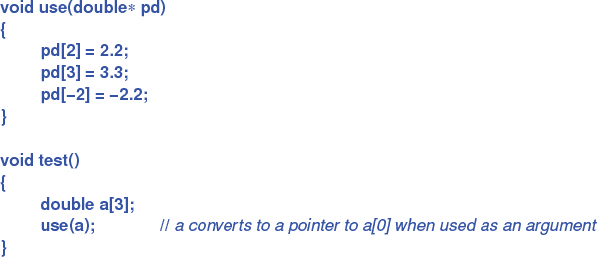 void use(double* pd)
{
pd[2] = 2.2;
pd[3] = 3.3;
pd[−2] = −2.2;
}
void test()
{
double a[3];
use(a); // a converts to a pointer to a[0] when used as an argument
}